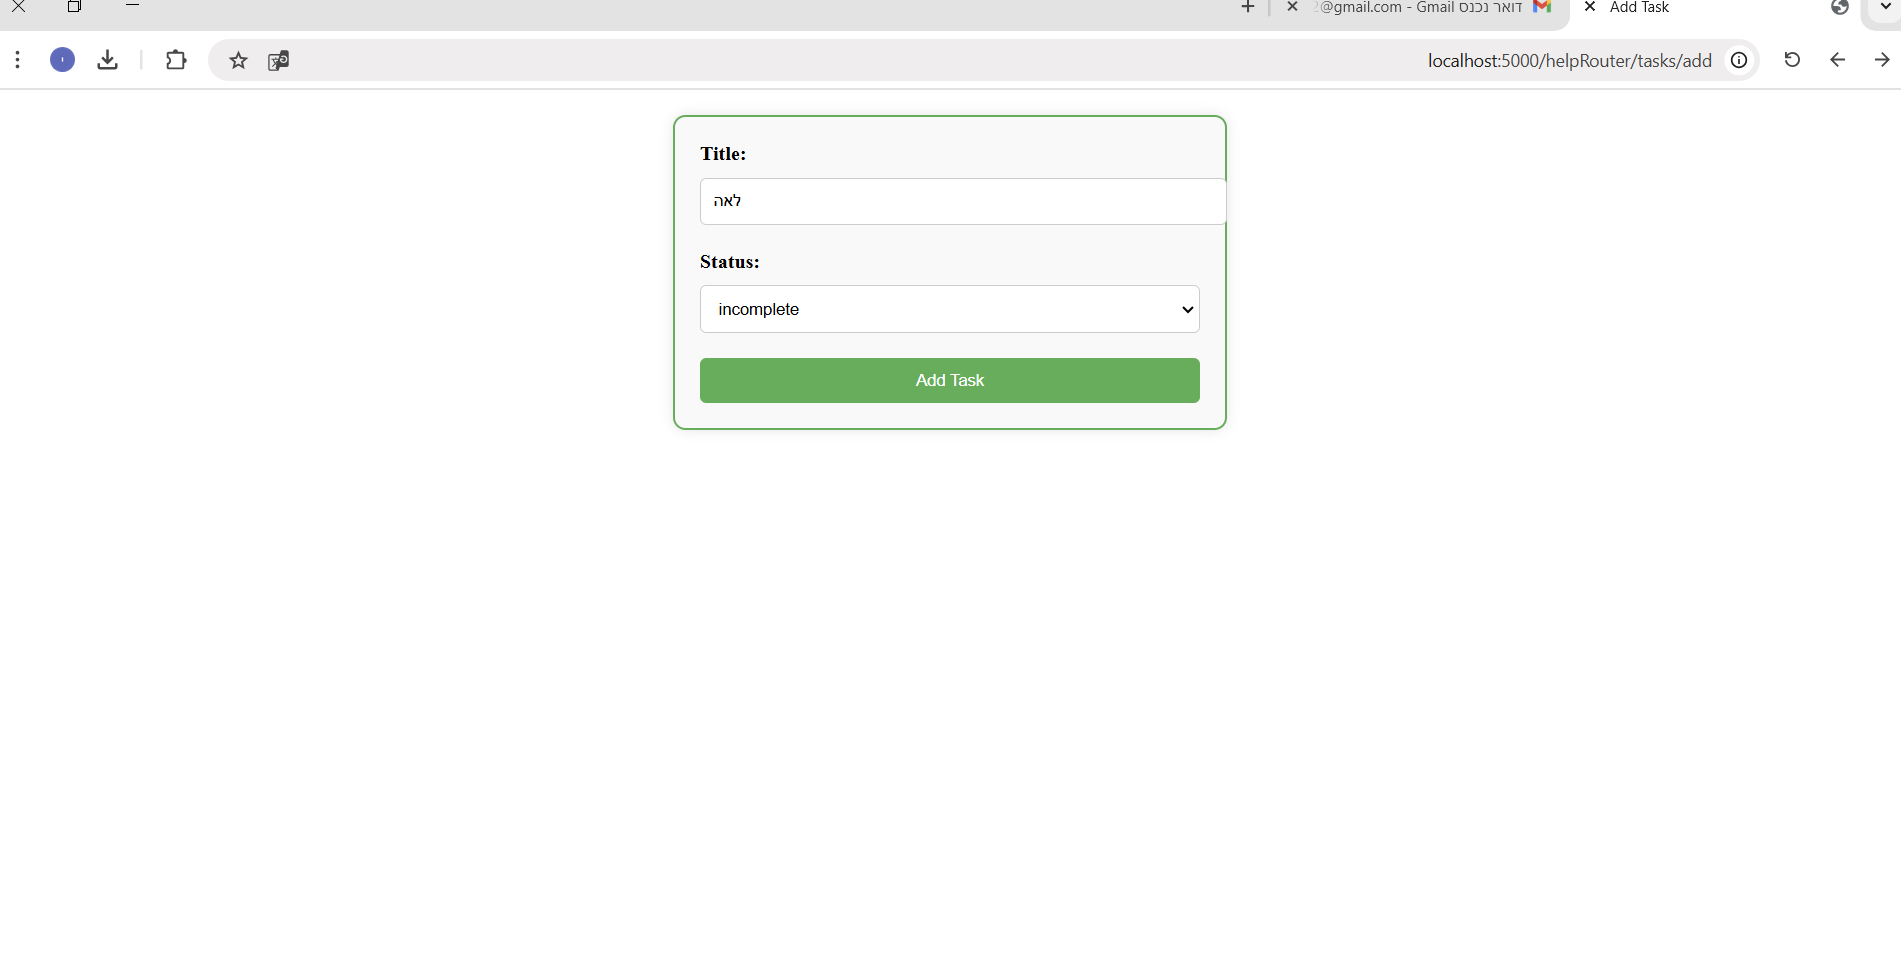 Add Task
דואר נכנס
@gmail.com - Gmail
localhost:5000/helpRouter/tasks/add
Title:
לאה
Status:
incomplete
Add Task